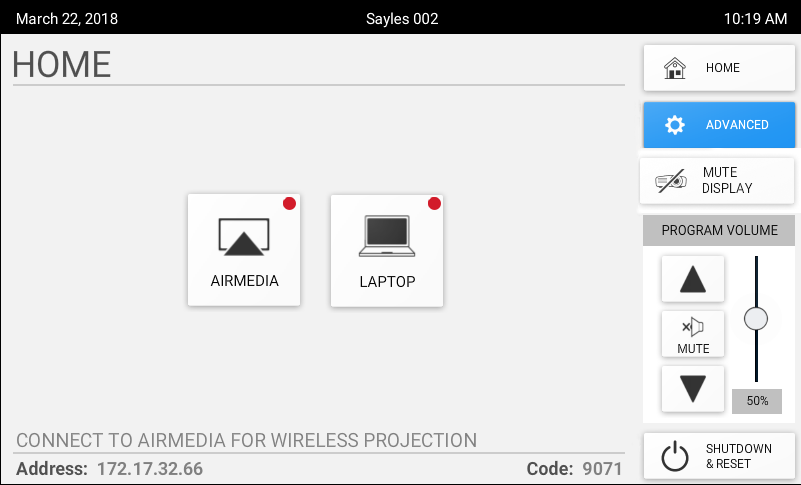 March 22, 2018 Sayles 002 10:19 AM
HOME
AIRMEDIA LAPTOP
CONNECT TO AIRMEDIA FOR WIRELESS PROJECTION
Address: 172.17.32.66 Code: 9071
HOME
ADVANCED
MUTE
DISPLAY
PROGRAM VOLUME
MUTE
50%
SHUTDOWN
& RESET